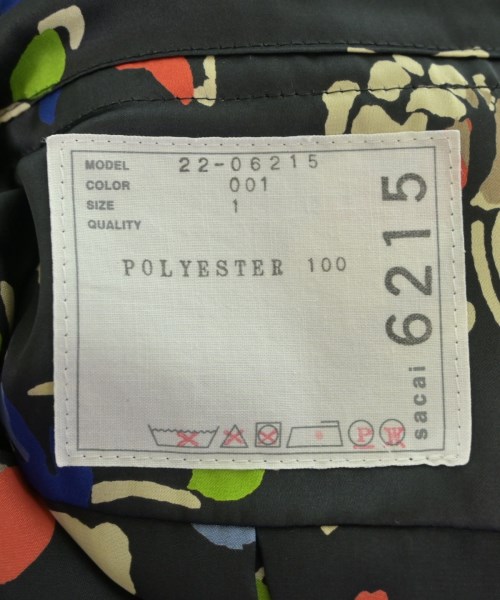 MODEL 22-06215
COLOR 001
SIZE 1
QUALITY
POLYESTER 100
P W
sacai 6215